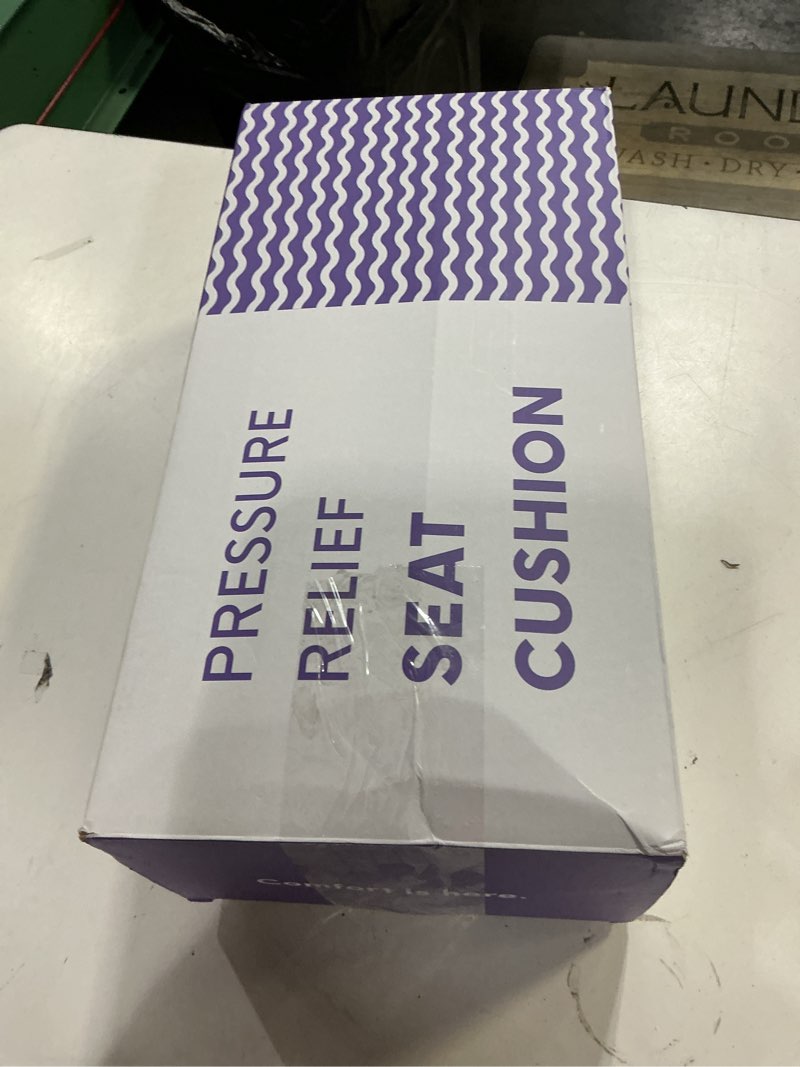 PRESSURE
RELIEF
SEAT
CUSHION
Comfort is here.
LAUND
ROO
WASH · DRY ·